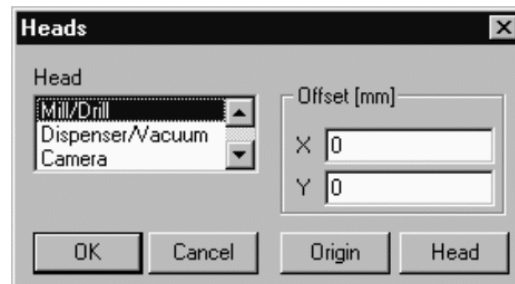 Heads
Head
Mill/Drill
Dispenser/Vacuum
Camera
Offset [mm]
X 0
Y 0
OK Cancel Origin Head